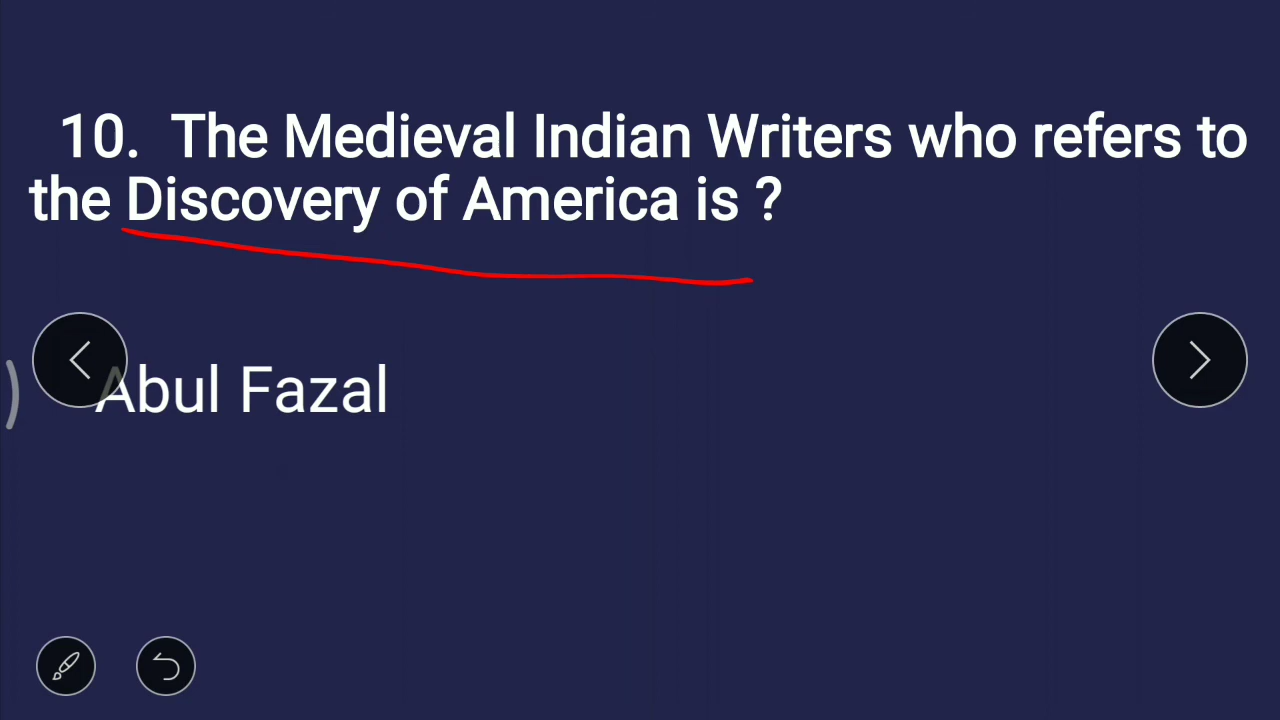 10. The Medieval Indian Writers who refers to
the Discovery of America is ?
) Abul Fazal